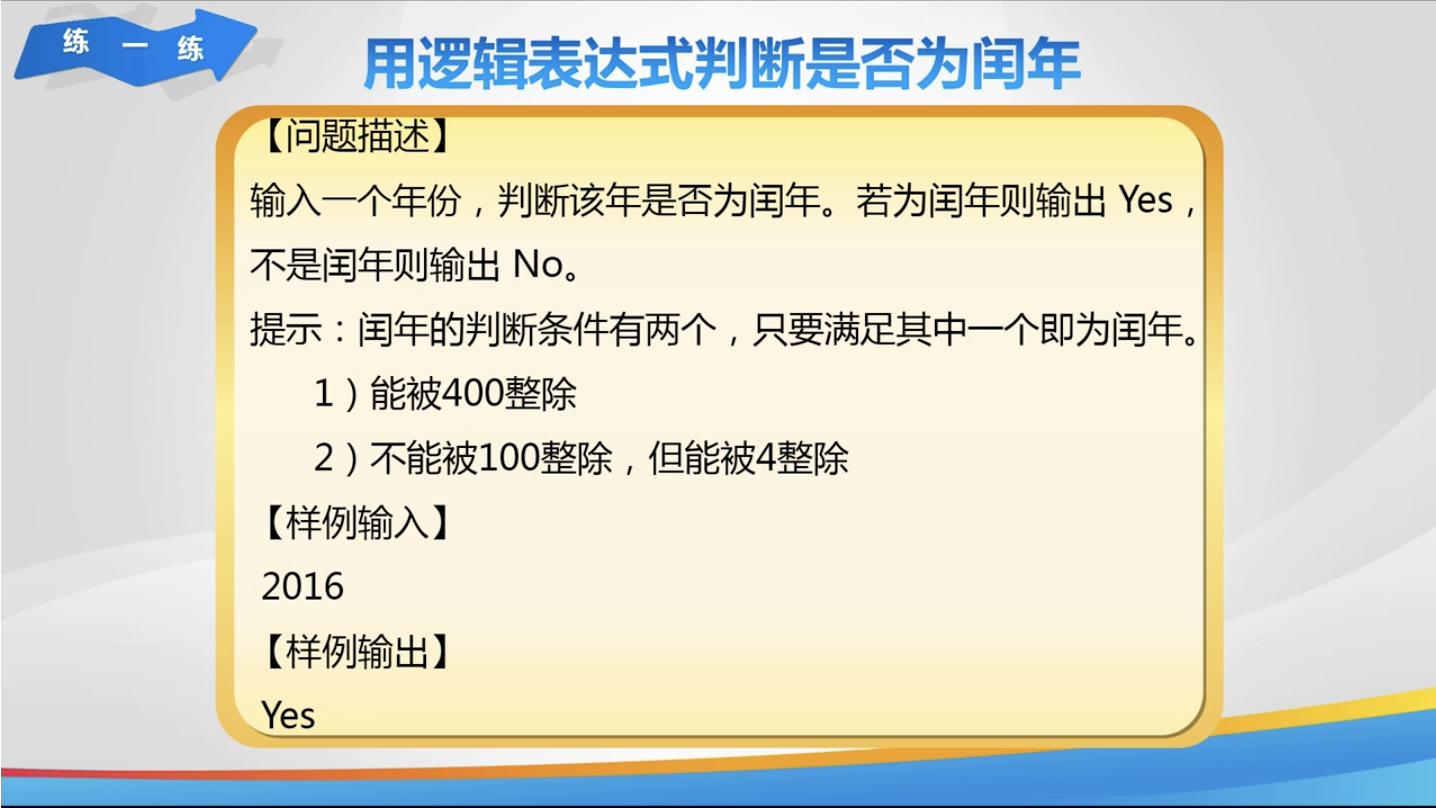 练一练
用逻辑表达式判断是否为闰年
【问题描述】
输入一个年份，判断该年是否为闰年。若为闰年则输出 Yes，
不是闰年则输出 No。
提示：闰年的判断条件有两个，只要满足其中一个即为闰年。
1）能被400整除
2）不能被100整除，但能被4整除
【样例输入】
2016
【样例输出】
Yes